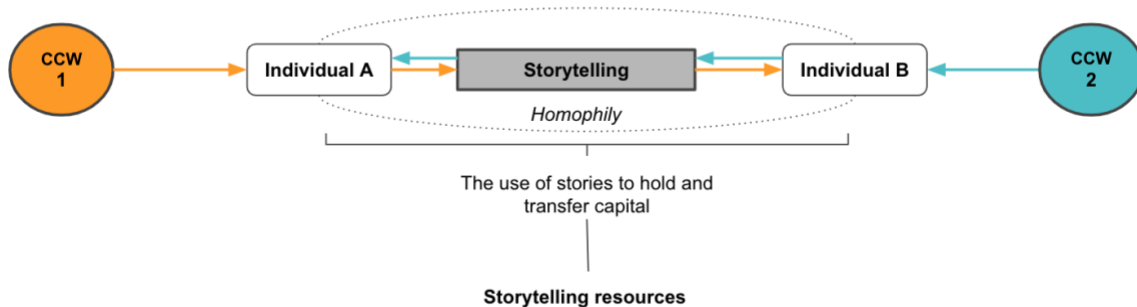 CCW
1
Individual A
Storytelling
Individual B
CCW
2
Homophily
The use of stories to hold and
transfer capital
Storytelling resources